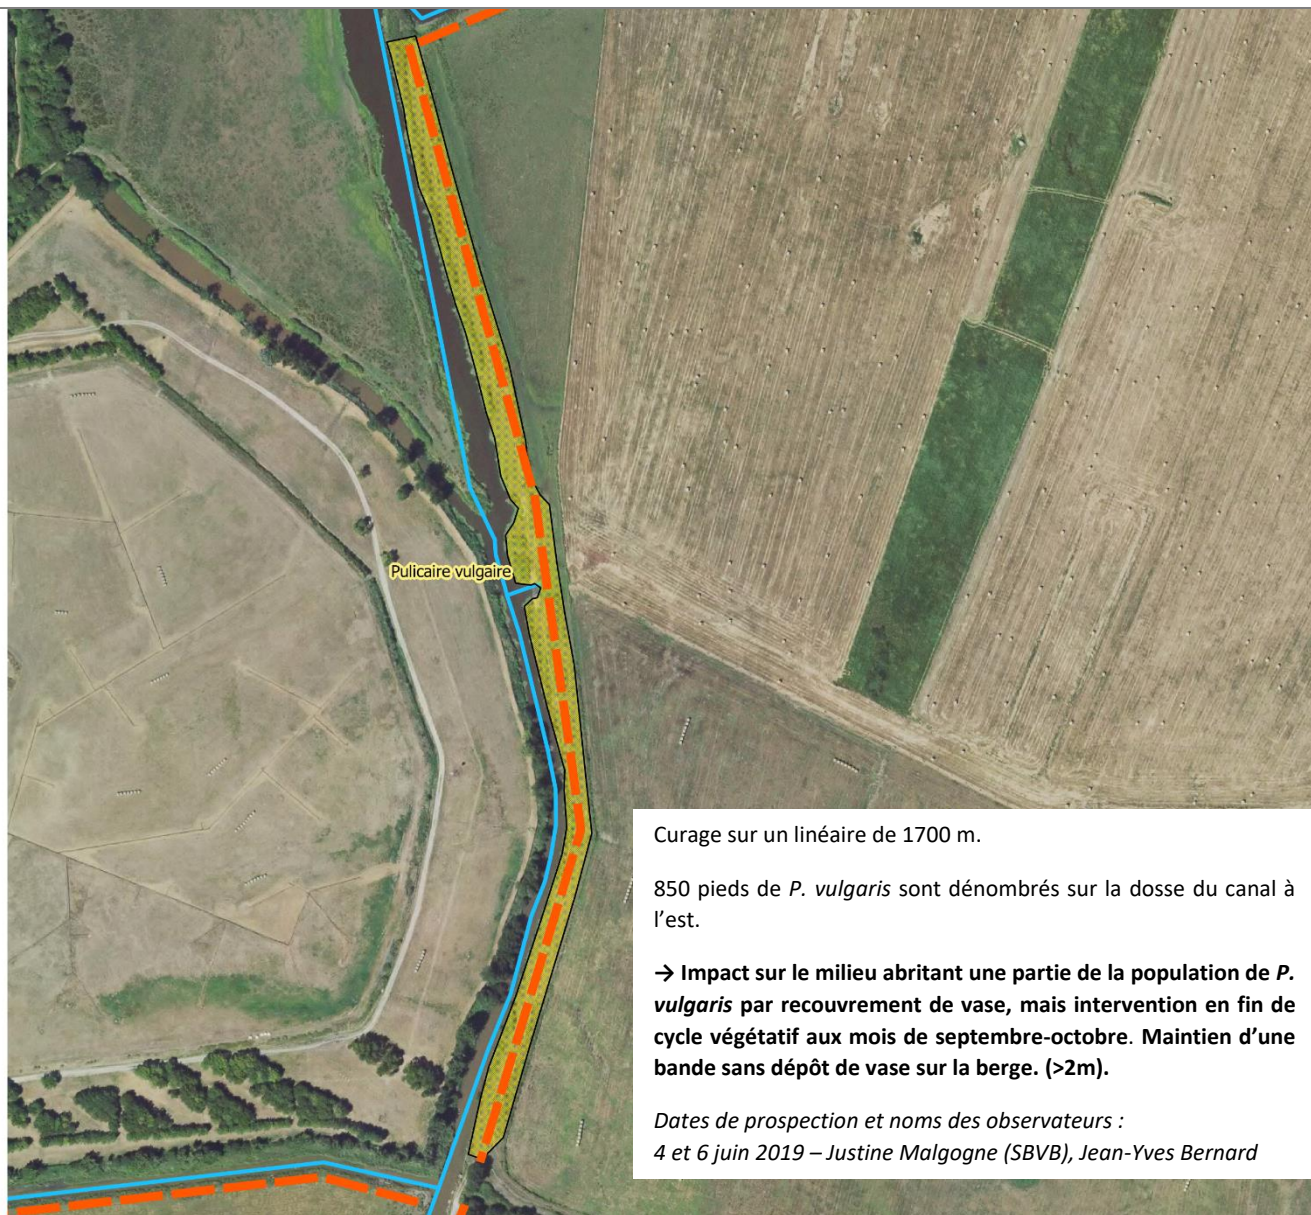 Pulicaire vulgaire
Curage sur un linéaire de 1700 m.
850 pieds de P. vulgaris sont dénombrés sur la dosse du canal à
l’est.
→ Impact sur le milieu abritant une partie de la population de P.
vulgaris par recouvrement de vase, mais intervention en fin de
cycle végétatif aux mois de septembre-octobre. Maintien d’une
bande sans dépôt de vase sur la berge. (>2m).
Dates de prospection et noms des observateurs :
4 et 6 juin 2019 – Justine Malgogne (SBVB), Jean-Yves Bernard